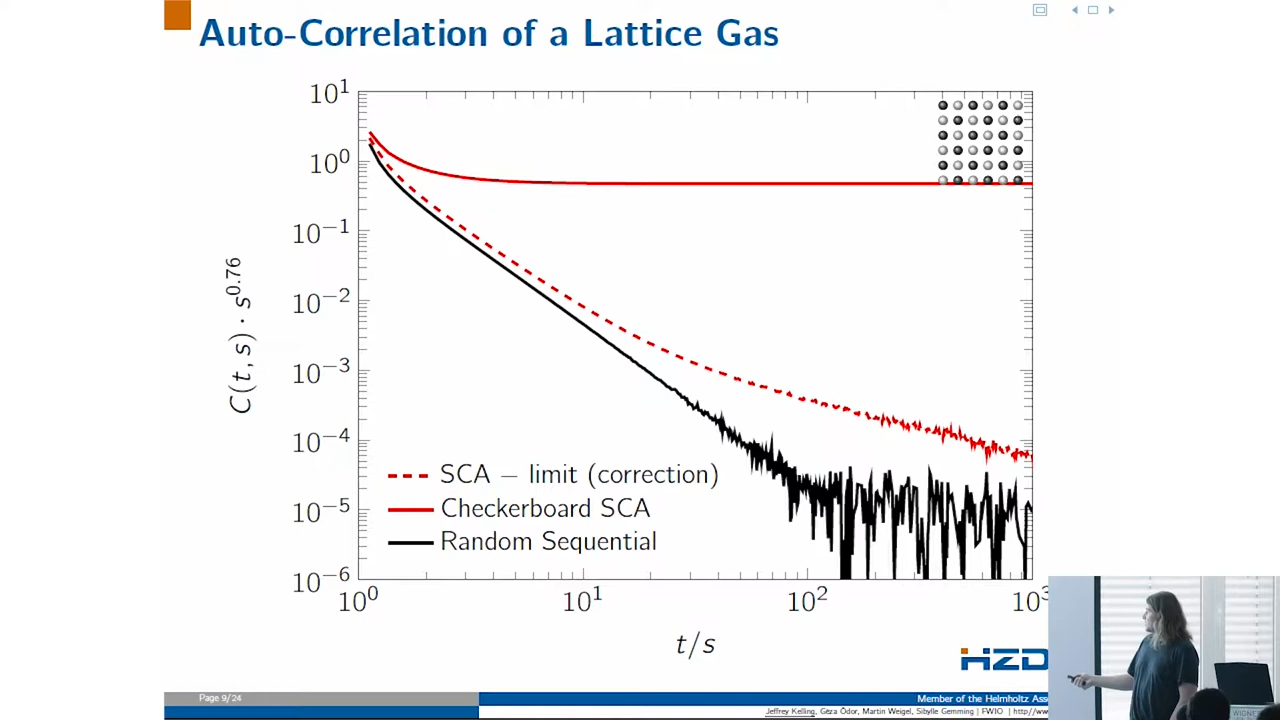 Auto-Correlation of a Lattice Gas
10^1
10^0
10^−1
10^−2
10^−3
10^−4
10^−5
10^−6
C(t, s) · s^0.76
SCA − limit (correction)
Checkerboard SCA
Random Sequential
10^0 10^1 10^2 10^3
t/s
HZD
Page 9/24
Member of the Helmholtz Ass
Jeffrey Kelling, Géza Ódor, Martin Weigel, Sibylle Gemming | FWIO | http://ww
WIGNE